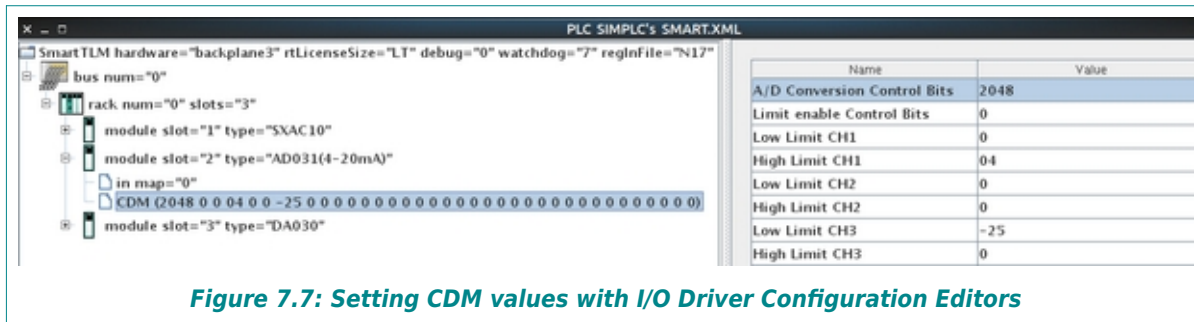 PLC SIMPLC's SMART.XML
SmartTLM hardware="backplane3" rtLicenseSize="LT" debug="0" watchdog="7" regInFile="N17"
bus num="0"
rack num="0" slots="3"
module slot="1" type="SXAC10"
module slot="2" type="AD031(4-20mA)"
in map="0"
CDM (2048 0 0 04 0 0 -25 0 0 0 0 0 0 0 0 0 0 0 0 0 0 0 0 0 0 0 0 0 0 0 0 0)
module slot="3" type="DA030"
Name Value
A/D Conversion Control Bits 2048
Limit enable Control Bits 0
Low Limit CH1 0
High Limit CH1 04
Low Limit CH2 0
High Limit CH2 0
Low Limit CH3 -25
High Limit CH3 0
Figure 7.7: Setting CDM values with I/O Driver Configuration Editors